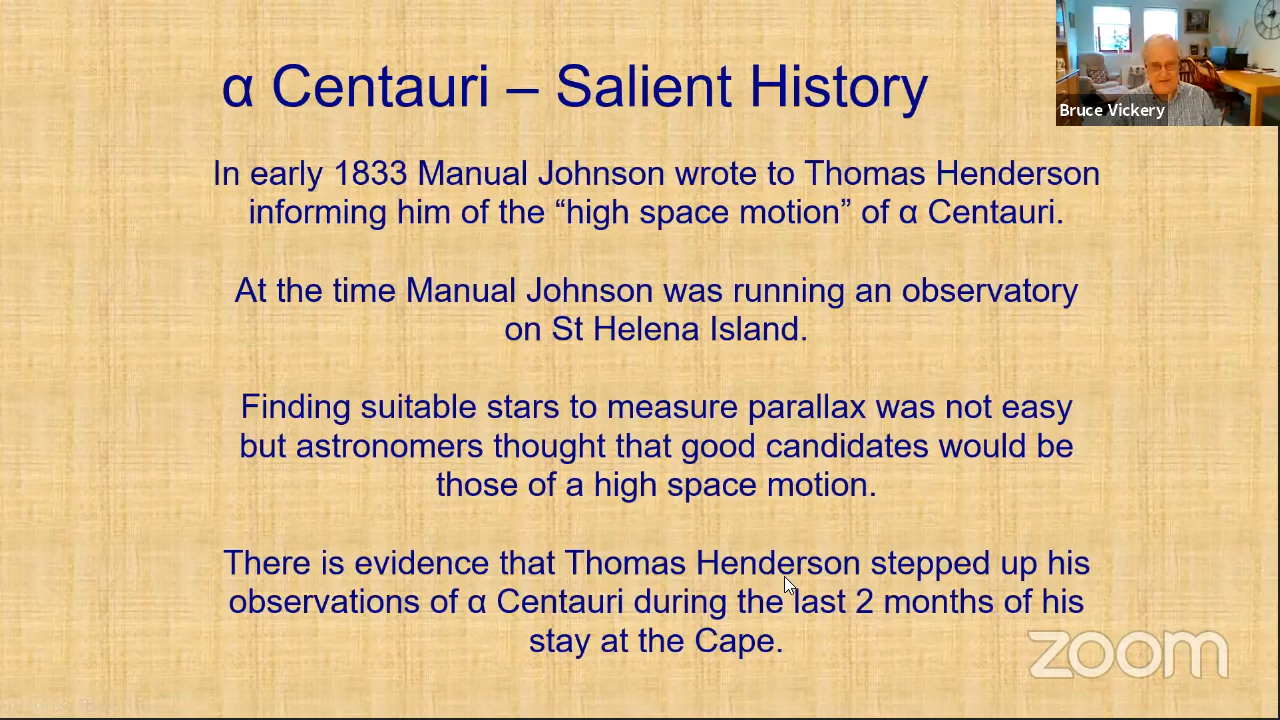 α Centauri – Salient History
Bruce Vickery
In early 1833 Manual Johnson wrote to Thomas Henderson
informing him of the “high space motion” of α Centauri.
At the time Manual Johnson was running an observatory
on St Helena Island.
Finding suitable stars to measure parallax was not easy
but astronomers thought that good candidates would be
those of a high space motion.
There is evidence that Thomas Henderson stepped up his
observations of α Centauri during the last 2 months of his
stay at the Cape.
zoom